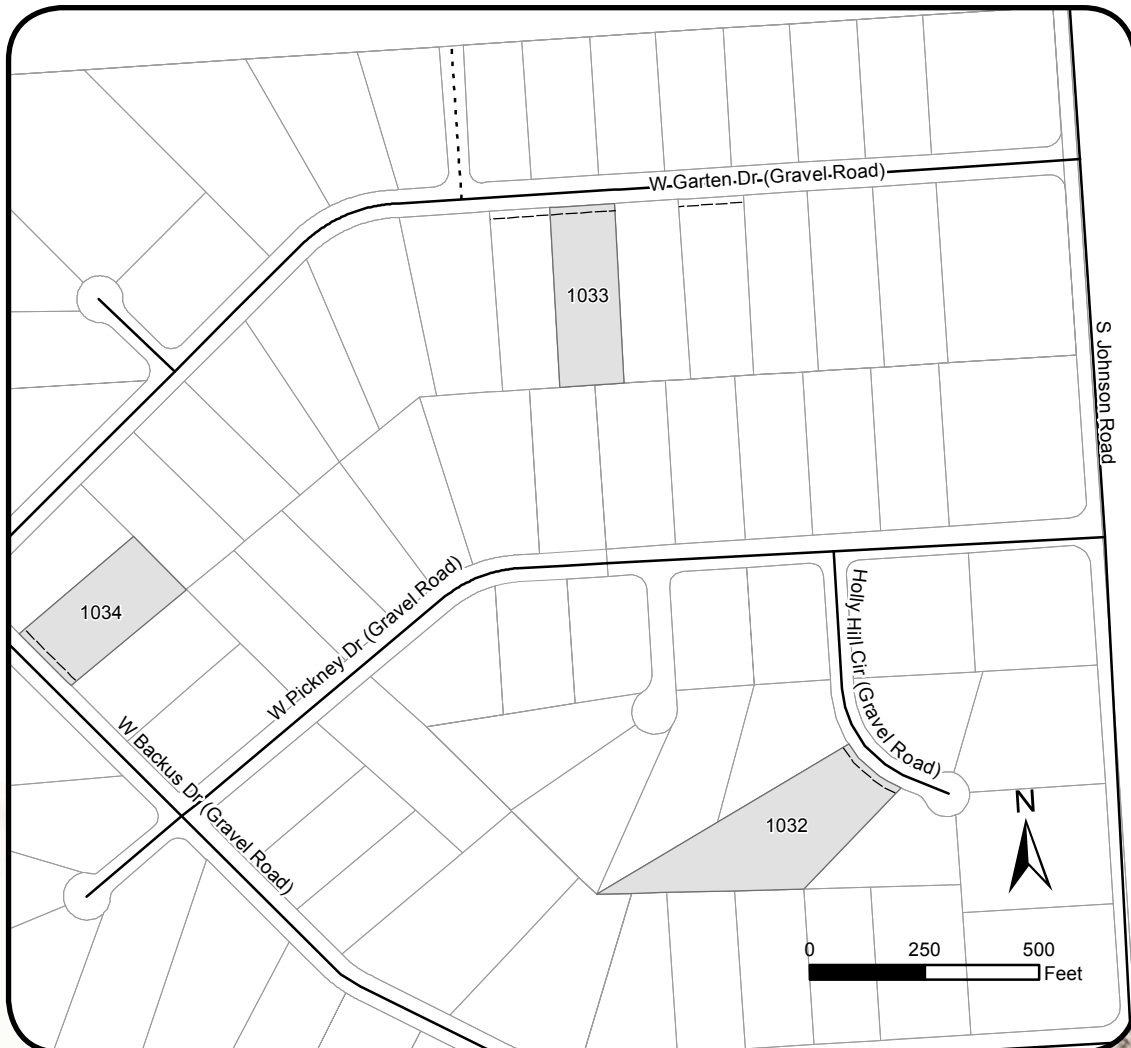 W Garten Dr (Gravel Road)
1033
S Johnson Road
1034
W Pickney Dr (Gravel Road)
Holly Hill Cir (Gravel Road)
W Backus Dr (Gravel Road)
1032
N
0 250 500
Feet